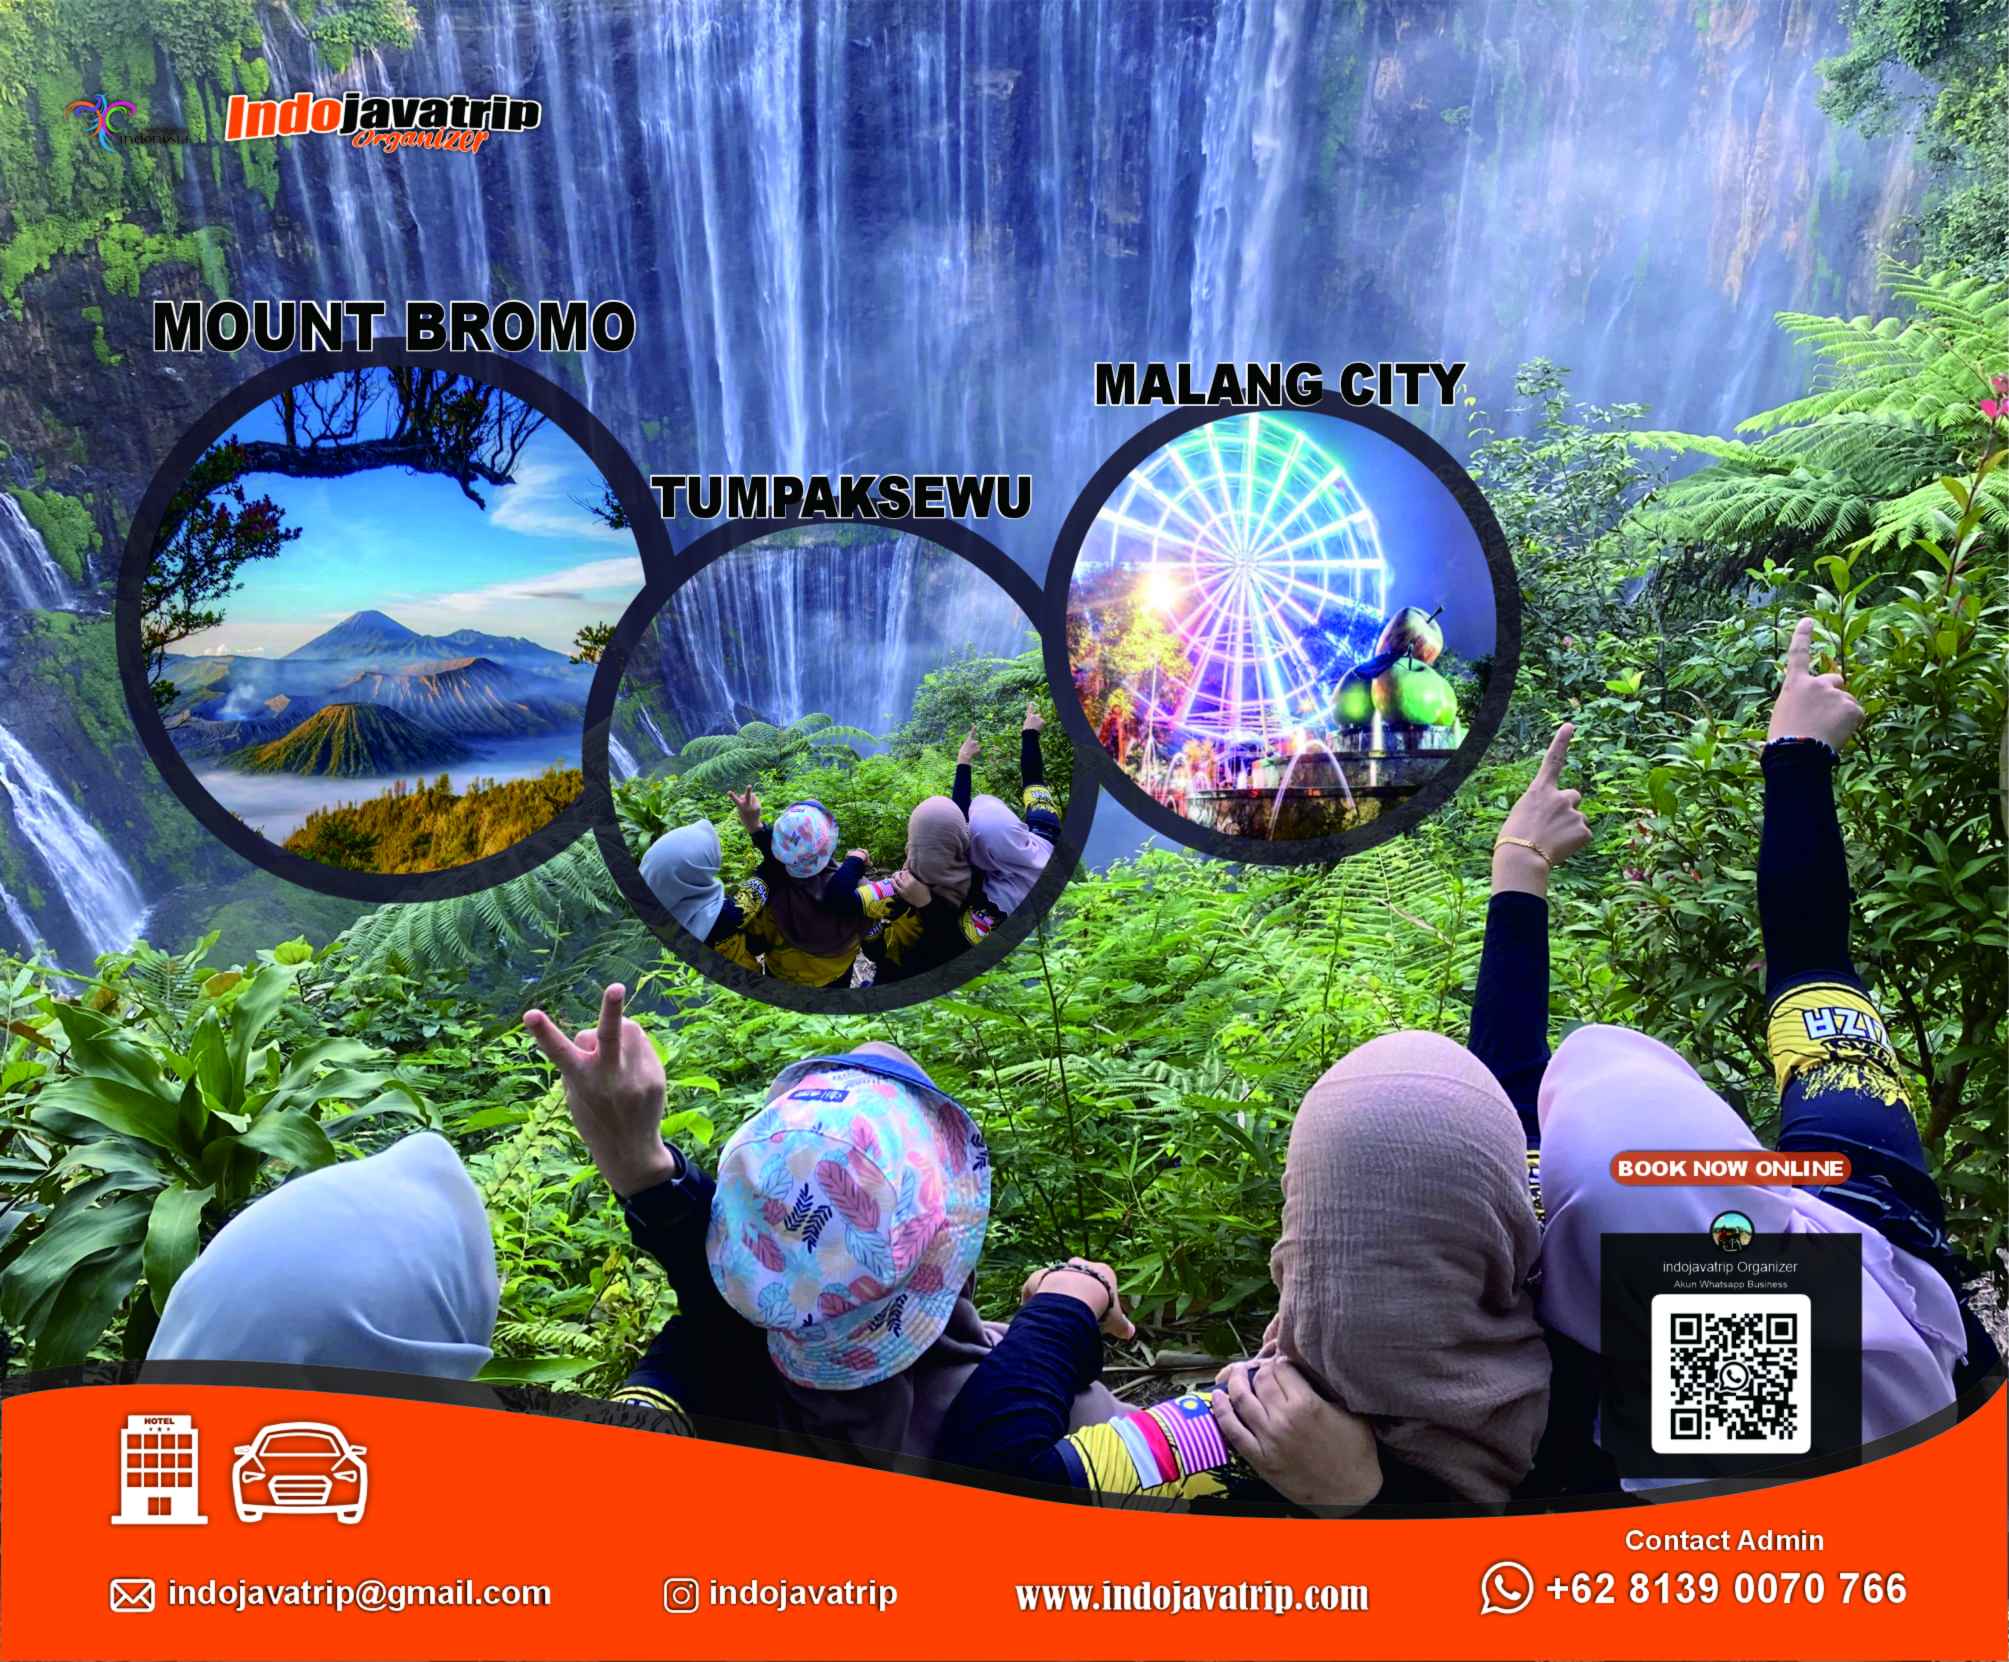 indonesia
Indojavatrip
Organizer
MOUNT BROMO
MALANG CITY
TUMPAKSEWU
BOOK NOW ONLINE
indojavatrip Organizer
Akun Whatsapp Business
HOTEL
Contact Admin
indojavatrip@gmail.com
indojavatrip
www.indojavatrip.com
+62 8139 0070 766